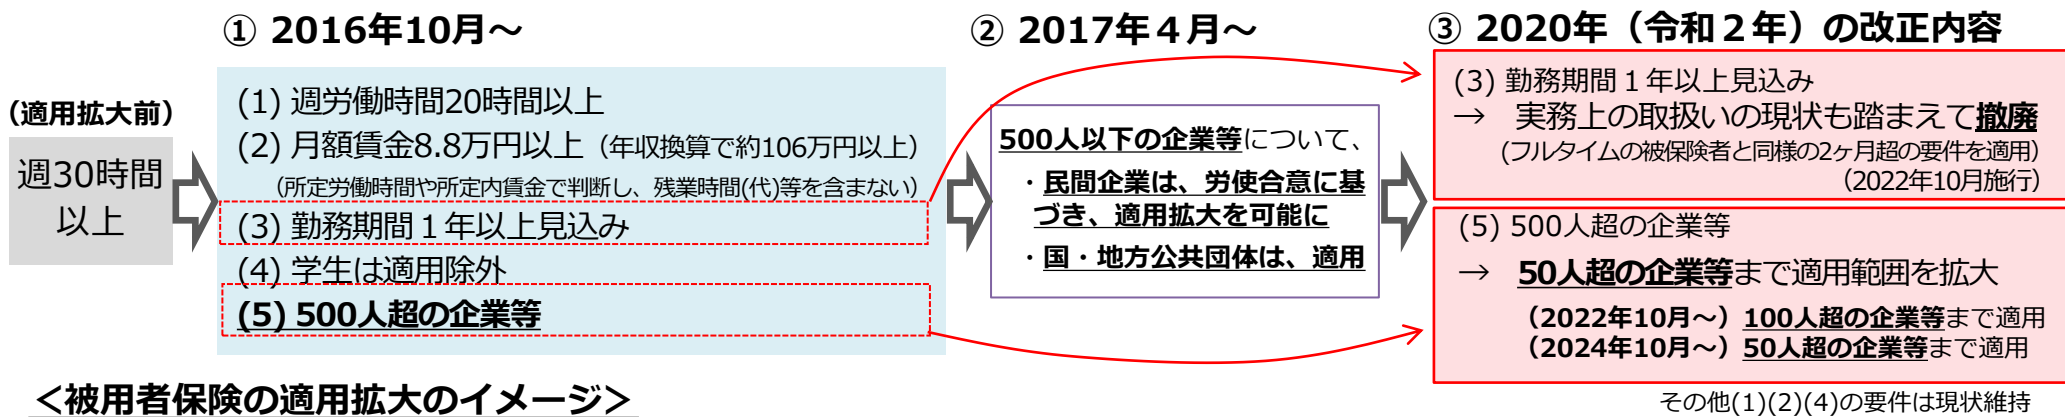 ① 2016年10月～
② 2017年４月～
③ 2020年（令和２年）の改正内容
（適用拡大前）
週30時間
以上
(1) 週労働時間20時間以上
(2) 月額賃金8.8万円以上（年収換算で約106万円以上）
（所定労働時間や所定内賃金で判断し、残業時間(代)等を含まない）
(3) 勤務期間１年以上見込み
(4) 学生は適用除外
(5) 500人超の企業等
500人以下の企業等について、
・民間企業は、労使合意に基
づき、適用拡大を可能に
・国・地方公共団体は、適用
(3) 勤務期間１年以上見込み
→ 実務上の取扱いの現状も踏まえて撤廃
(フルタイムの被保険者と同様の2ヶ月超の要件を適用)
（2022年10月施行）
(5) 500人超の企業等
→ 50人超の企業等まで適用範囲を拡大
（2022年10月～）100人超の企業等まで適用
（2024年10月～）50人超の企業等まで適用
その他(1)(2)(4)の要件は現状維持
＜被用者保険の適用拡大のイメージ＞